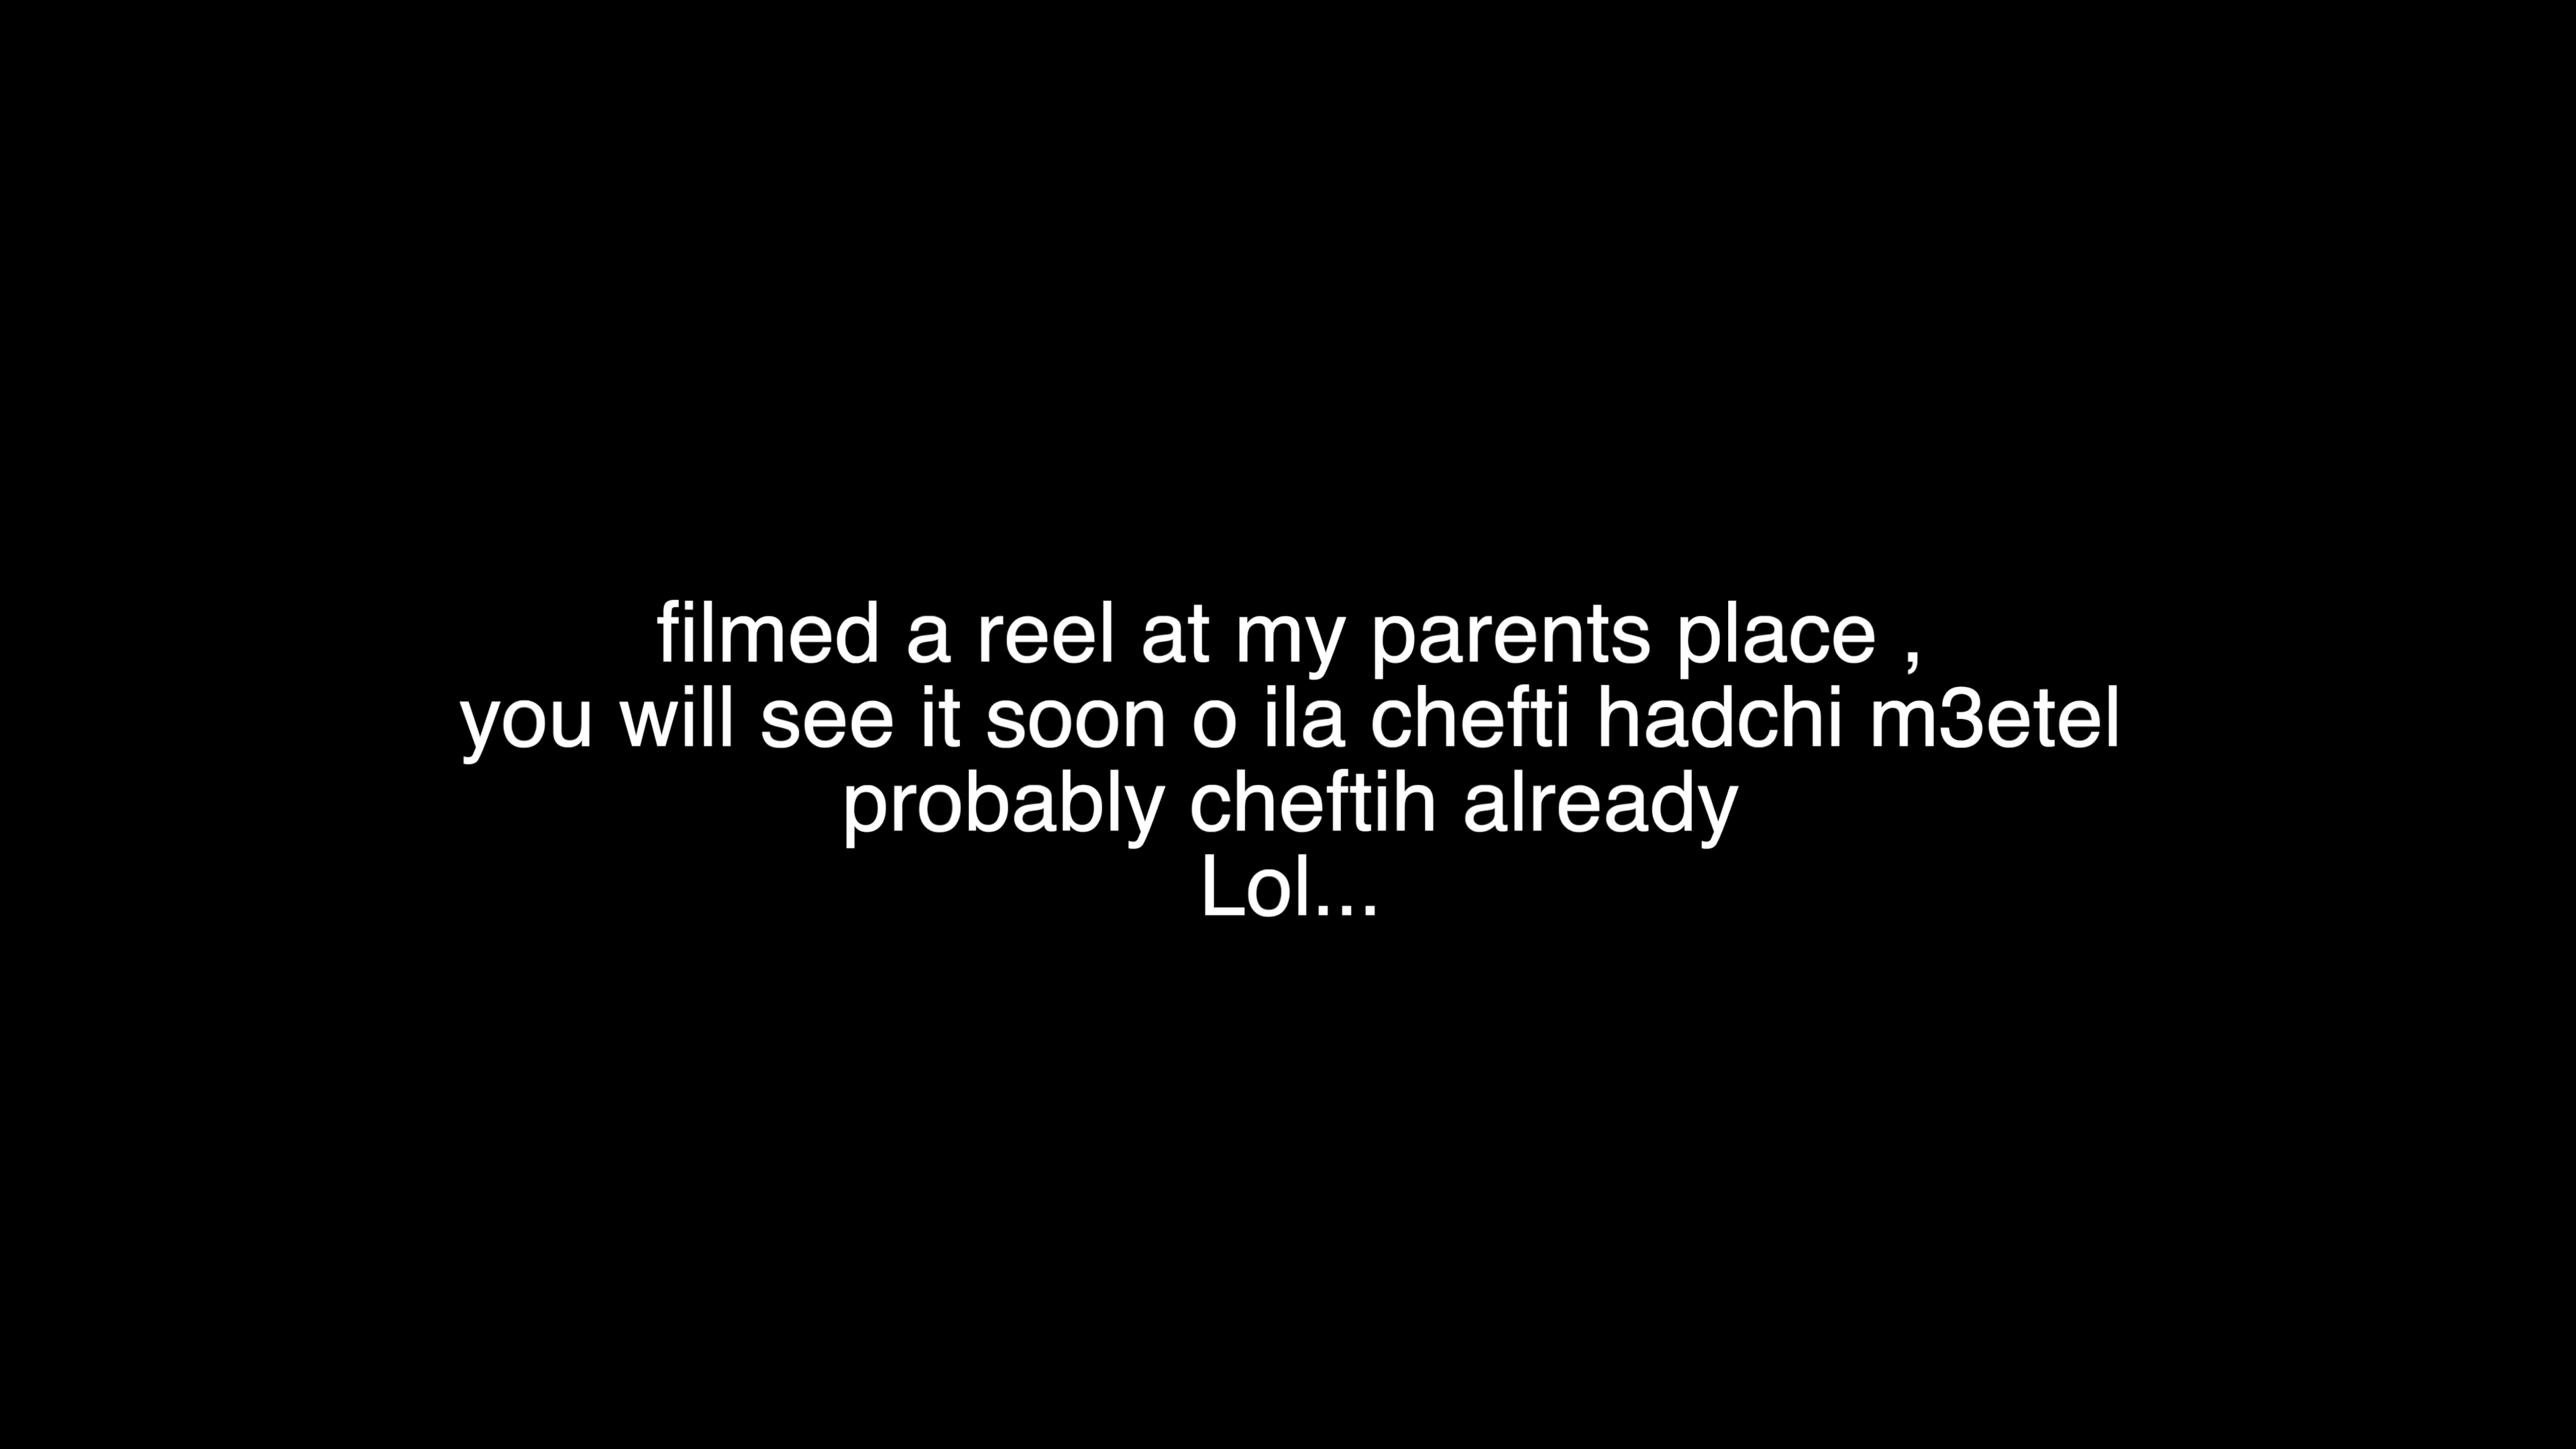 filmed a reel at my parents place ,
you will see it soon o ila chefti hadchi m3etel
probably cheftih already
Lol...